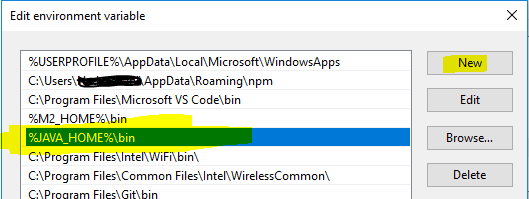 Edit environment variable
%USERPROFILE%\AppData\Local\Microsoft\WindowsApps
New
C:\Users\ \AppData\Roaming\npm
C:\Program Files\Microsoft VS Code\bin
Edit
%M2_HOME%\bin
%JAVA_HOME%\bin
Browse...
C:\Program Files\Intel\WiFi\bin\
C:\Program Files\Common Files\Intel\WirelessCommon\
Delete
C:\Program Files\Git\bin